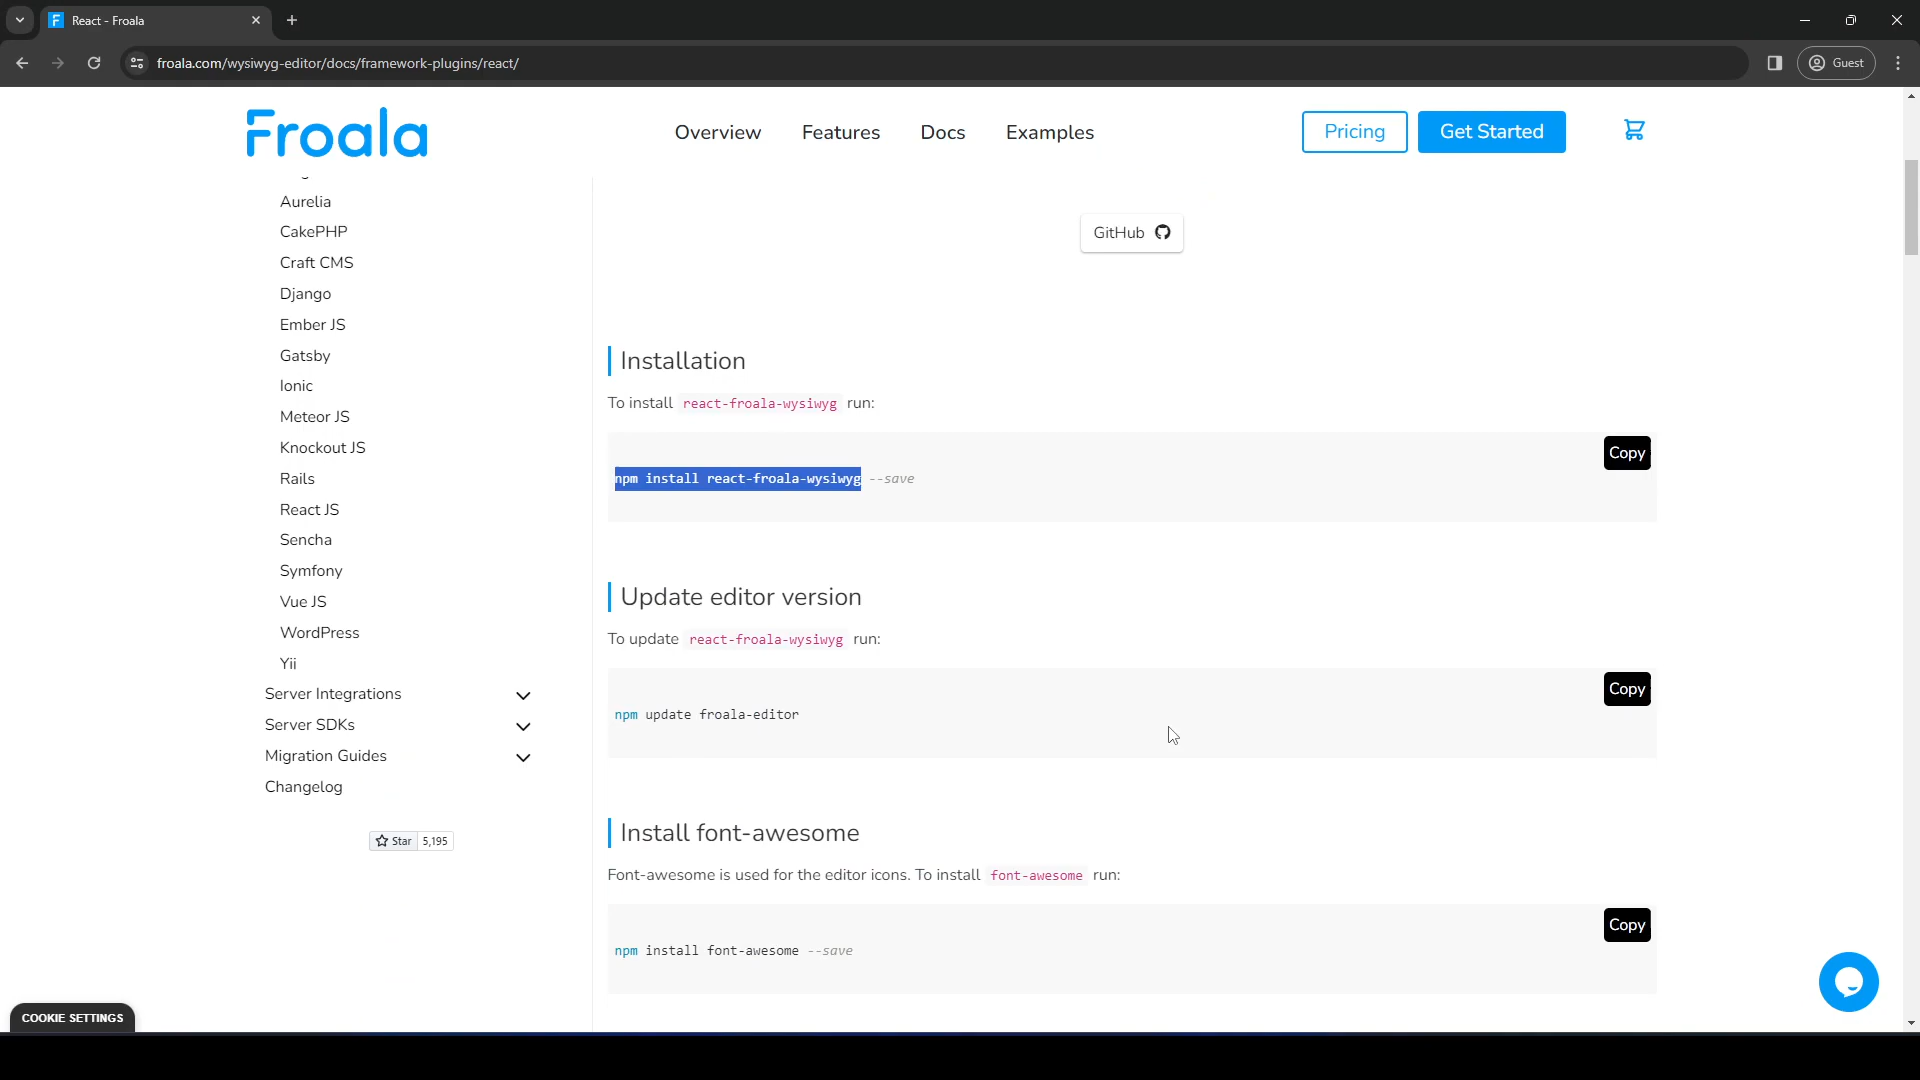 React - Froala
froala.com/wysiwyg-editor/docs/framework-plugins/react/
Guest
Froala
Overview
Features
Docs
Examples
Pricing
Get Started
Aurelia
CakePHP
Craft CMS
Django
Ember JS
Gatsby
Ionic
Meteor JS
Knockout JS
Rails
React JS
Sencha
Symfony
Vue JS
WordPress
Yii
Server Integrations
Server SDKs
Migration Guides
Changelog
Star 5,195
COOKIE SETTINGS
GitHub
Installation
To install react-froala-wysiwyg run:
Copy
npm install react-froala-wysiwyg --save
Update editor version
To update react-froala-wysiwyg run:
Copy
npm update froala-editor
Install font-awesome
Font-awesome is used for the editor icons. To install font-awesome run:
Copy
npm install font-awesome --save